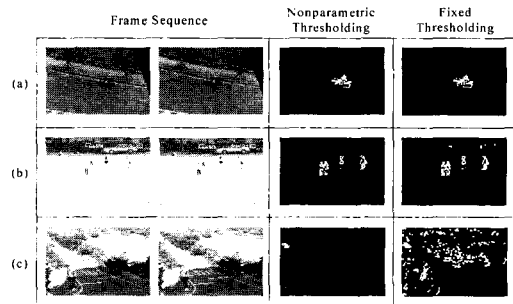 Frame Sequence
Nonparametric Thresholding
Fixed Thresholding
(a)
(b)
(c)